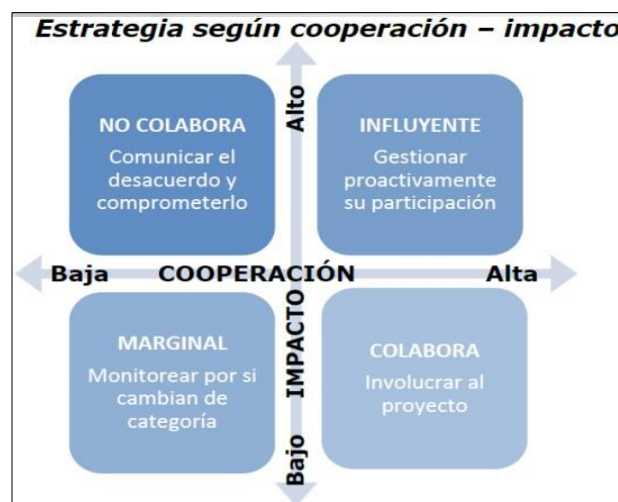 Estrategia según cooperación – impacto
Alto
NO COLABORA
Comunicar el
desacuerdo y
comprometerlo
INFLUYENTE
Gestionar
proactivamente
su participación
Baja
COOPERACIÓN
Alta
IMPACTO
MARGINAL
Monitorear por si
cambian de
categoría
COLABORA
Involucrar al
proyecto
Bajo